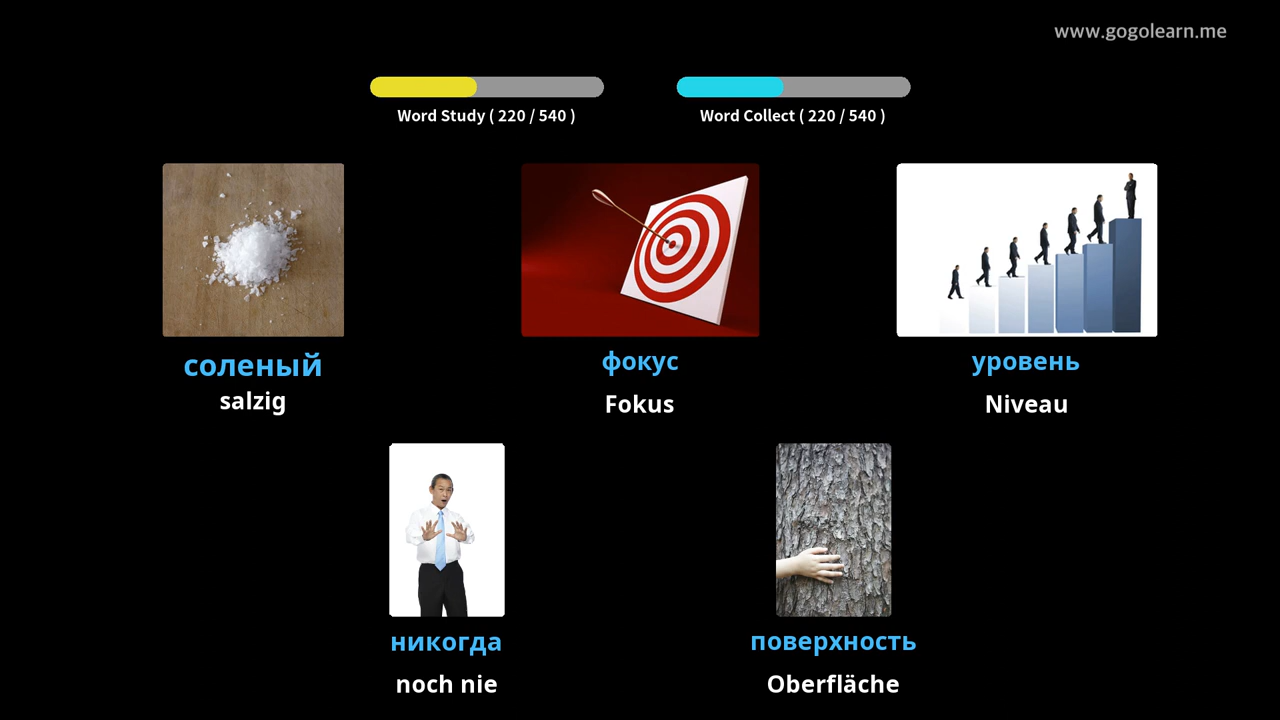 www.gogolearn.me
Word Study ( 220 / 540 )
Word Collect ( 220 / 540 )
соленый
salzig
фокус
Fokus
уровень
Niveau
никогда
noch nie
поверхность
Oberfläche